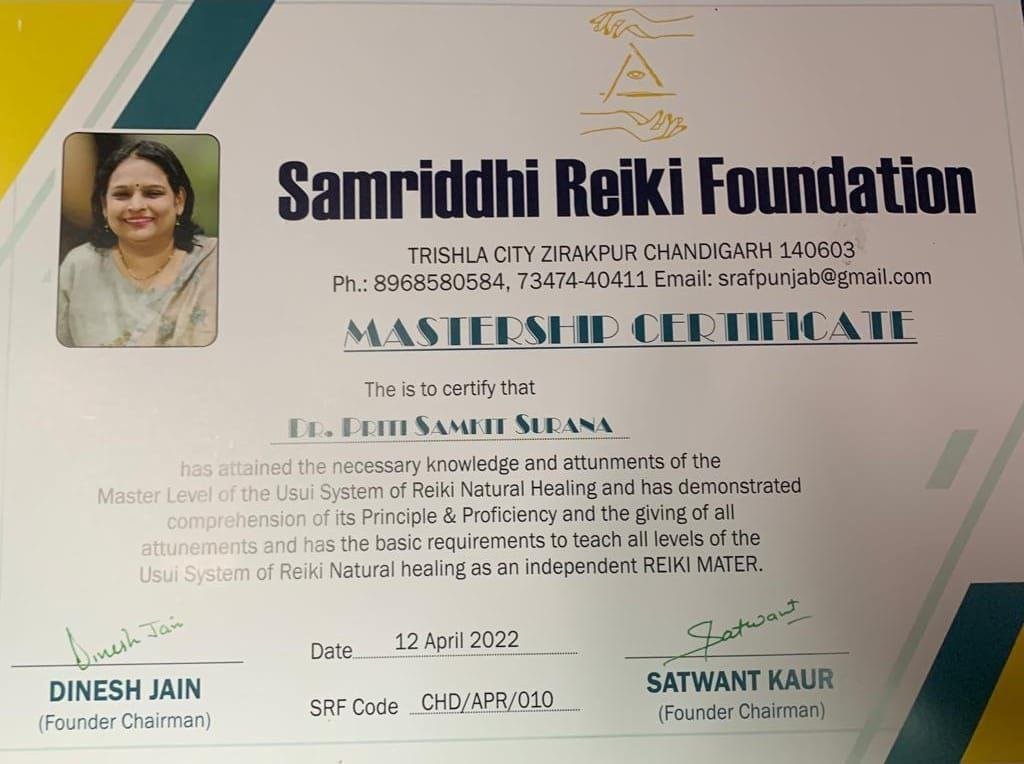 Samriddhi Reiki Foundation
TRISHLA CITY ZIRAKPUR CHANDIGARH 140603
Ph.: 8968580584, 73474-40411 Email: srafpunjab@gmail.com
MASTERSHIP CERTIFICATE
The is to certify that
DR. PRITI SAMKIT SURANA
has attained the necessary knowledge and attunments of the
Master Level of the Usui System of Reiki Natural Healing and has demonstrated
comprehension of its Principle & Proficiency and the giving of all
attunements and has the basic requirements to teach all levels of the
Usui System of Reiki Natural healing as an independent REIKI MATER.
Dinesh Jain
DINESH JAIN
(Founder Chairman)
Date 12 April 2022
SRF Code CHD/APR/010
Satwant
SATWANT KAUR
(Founder Chairman)